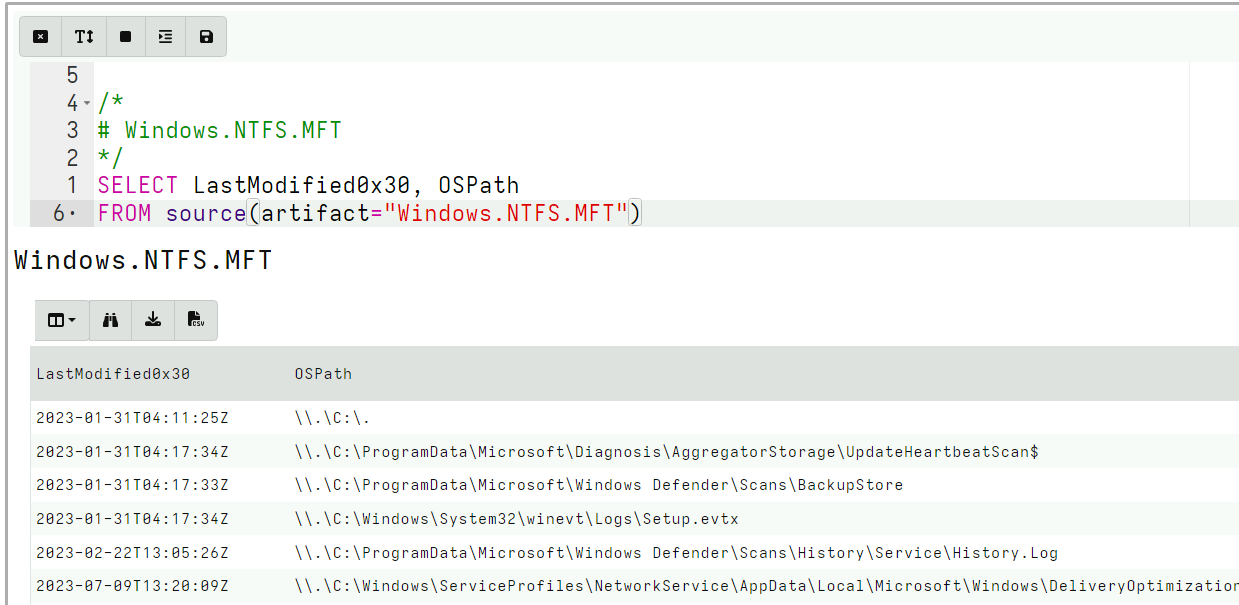 T
5
4 /*
3 # Windows.NTFS.MFT
2 */
1 SELECT LastModified0x30, OSPath
6· FROM source(artifact="Windows.NTFS.MFT")
Windows.NTFS.MFT
CSV
LastModified0x30 OSPath
2023-01-31T04:11:25Z \\.\C:\.
2023-01-31T04:17:34Z \\.\C:\ProgramData\Microsoft\Diagnosis\AggregatorStorage\UpdateHeartbeatScan$
2023-01-31T04:17:33Z \\.\C:\ProgramData\Microsoft\Windows Defender\Scans\BackupStore
2023-01-31T04:17:34Z \\.\C:\Windows\System32\winevt\Logs\Setup.evtx
2023-02-22T13:05:26Z \\.\C:\ProgramData\Microsoft\Windows Defender\Scans\History\Service\History.Log
2023-07-09T13:20:09Z \\.\C:\Windows\ServiceProfiles\NetworkService\AppData\Local\Microsoft\Windows\DeliveryOptimization